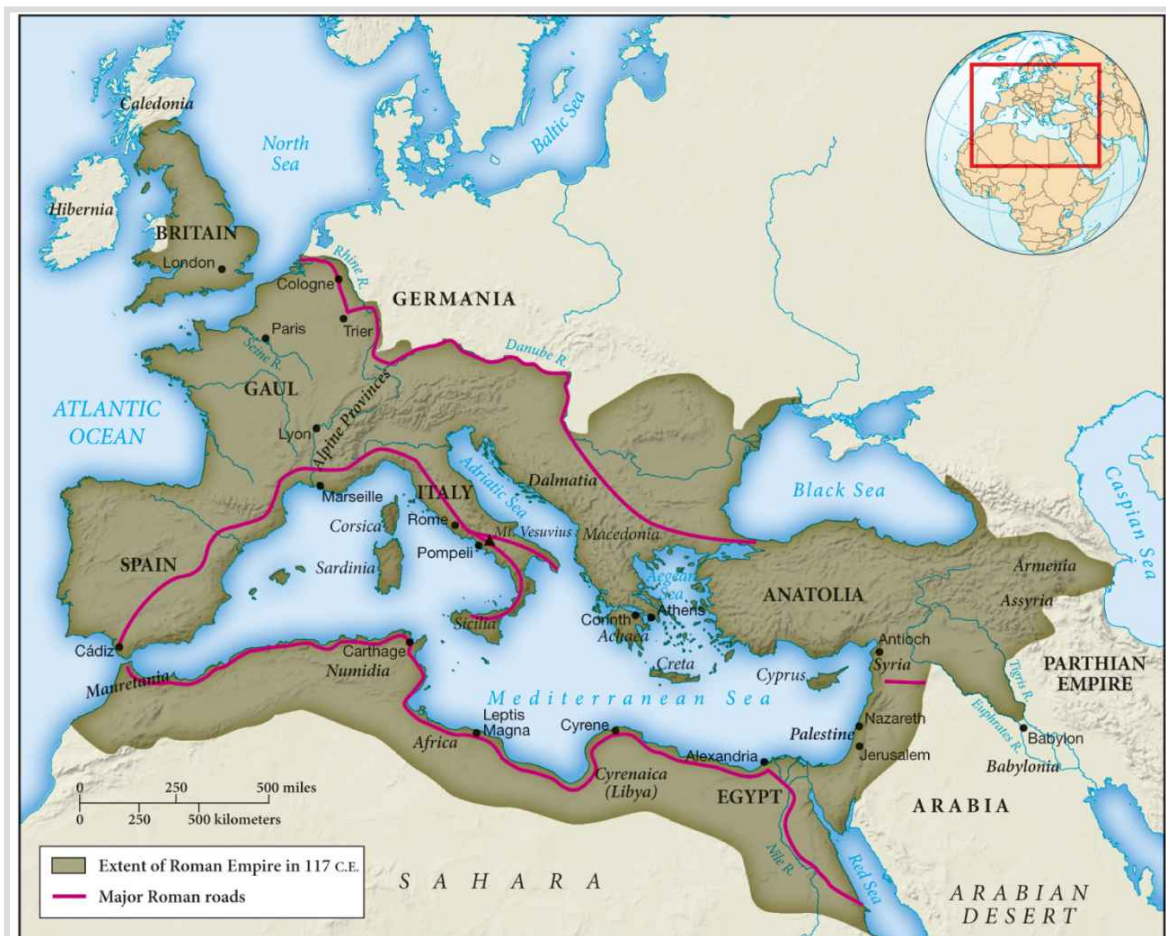 Caledonia
North
Sea
Baltic Sea
Hibernia
BRITAIN
London
Rhine R.
Cologne
GERMANIA
Trier
Paris
Seine R.
Danube R.
GAUL
Alpine Provinces
ATLANTIC
OCEAN
Lyon
Adriatic Sea
Dalmatia
Black Sea
Caspian Sea
Marseille
ITALY
Corsica
Rome
Mt. Vesuvius
Macedonia
Pompeii
SPAIN
Sardinia
Aegean
Sea
ANATOLIA
Armenia
Assyria
Sicilia
Corinth
Athens
Achaea
Cádiz
Carthage
Numidia
Mauretania
Creta
Cyprus
Antioch
Syria
Tigris R.
PARTHIAN
EMPIRE
Mediterranean Sea
Leptis
Magna
Cyrene
Africa
Palestine
Nazareth
Euphrates R.
Babylon
Jerusalem
Babylonia
Alexandria
Cyrenaica
(Libya)
EGYPT
ARABIA
0 250 500 miles
0 250 500 kilometers
Nile R.
Red Sea
Extent of Roman Empire in 117 C.E.
Major Roman roads
SAHARA
ARABIAN
DESERT